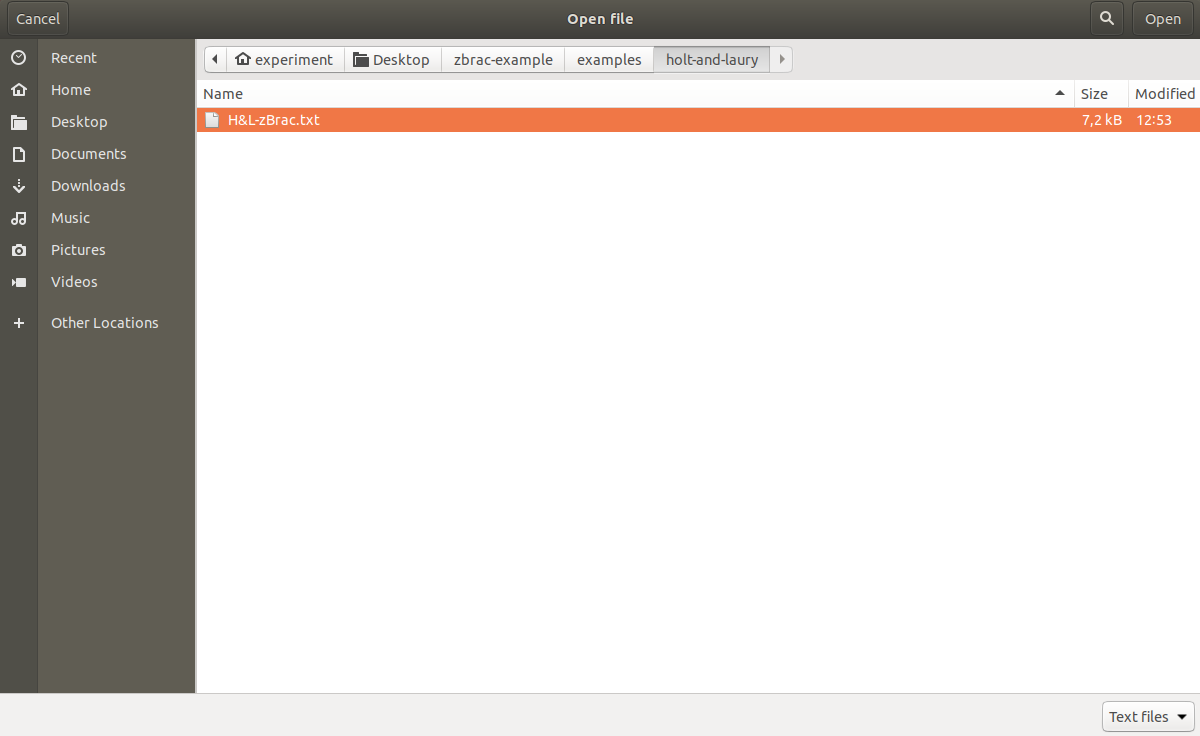 Cancel Open file Open
Recent
Home
Desktop
Documents
Downloads
Music
Pictures
Videos
Other Locations
experiment Desktop zbrac-example examples holt-and-laury
Name Size Modified
H&L-zBrac.txt 7,2 kB 12:53
Text files